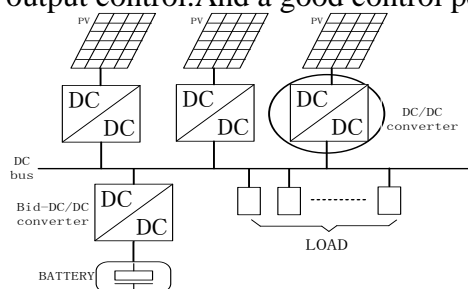 output control.And a good control p
PV
PV
PV
DC
DC
DC
DC
DC
DC
DC/DC
converter
DC
bus
Bid-DC/DC
converter
DC
DC
LOAD
BATTERY